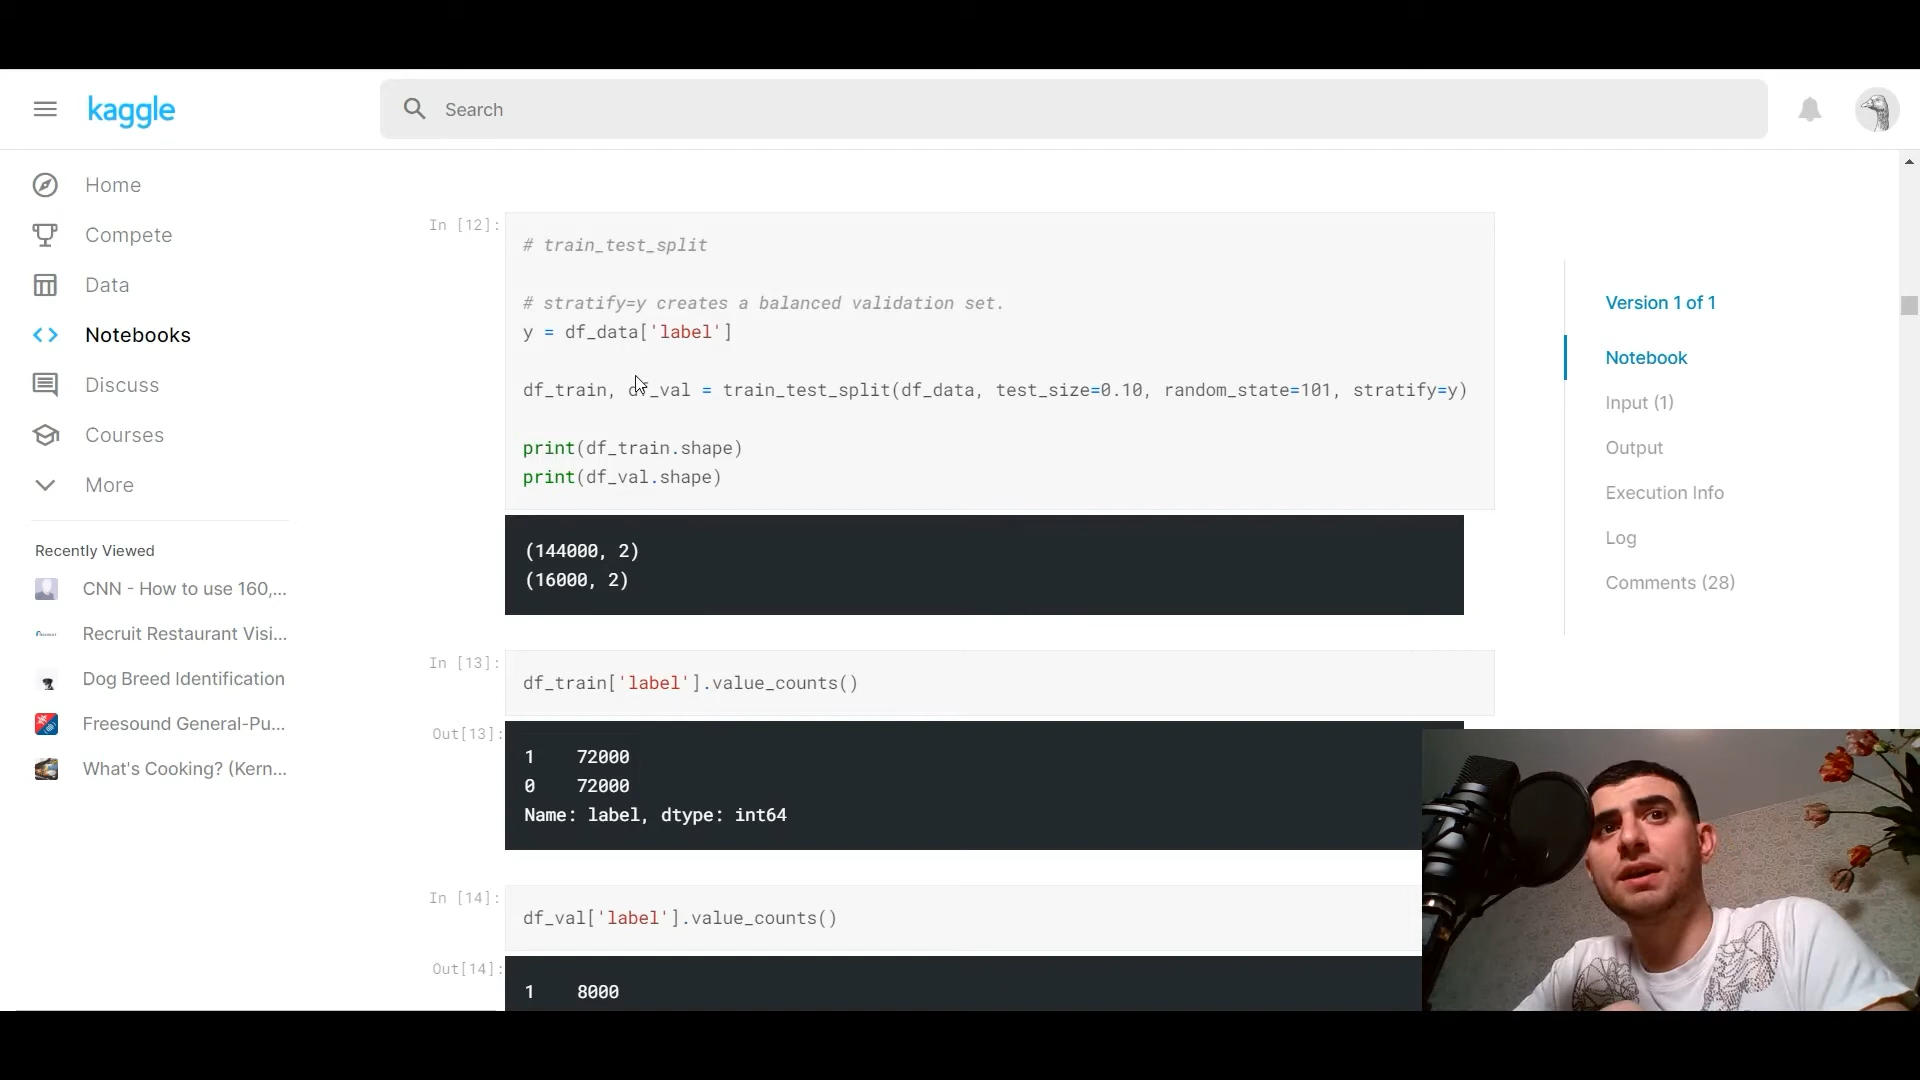 kaggle
Search
Home
Compete
Data
Notebooks
Discuss
Courses
More
Recently Viewed
CNN - How to use 160,...
Recruit Restaurant Visi...
Dog Breed Identification
Freesound General-Pu...
What's Cooking? (Kern...
In [12]:
# train_test_split
# stratify=y creates a balanced validation set.
y = df_data['label']
df_train, df_val = train_test_split(df_data, test_size=0.10, random_state=101, stratify=y)
print(df_train.shape)
print(df_val.shape)
(144000, 2)
(16000, 2)
In [13]:
df_train['label'].value_counts()
Out[13]:
1    72000
0    72000
Name: label, dtype: int64
In [14]:
df_val['label'].value_counts()
Out[14]:
1    8000
Version 1 of 1
Notebook
Input (1)
Output
Execution Info
Log
Comments (28)